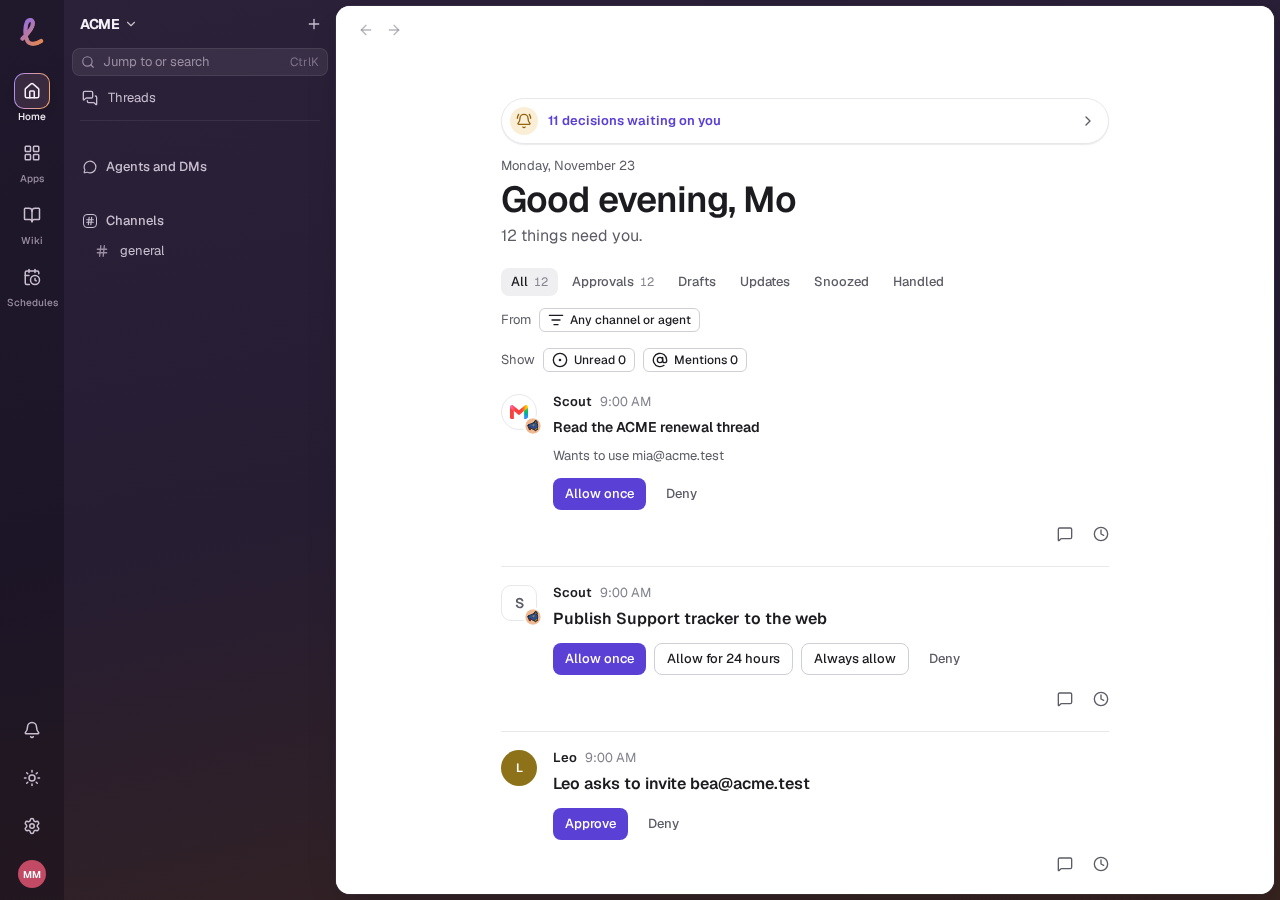 ACME
Jump to or search CtrlK
Home
Threads
Apps
Agents and DMs
Wiki
Channels
general
Schedules
MM
11 decisions waiting on you
Monday, November 23
Good evening, Mo
12 things need you.
All 12 Approvals 12 Drafts Updates Snoozed Handled
From Any channel or agent
Show Unread 0 Mentions 0
Scout 9:00 AM
Read the ACME renewal thread
Wants to use mia@acme.test
Allow once Deny
S
Scout 9:00 AM
Publish Support tracker to the web
Allow once Allow for 24 hours Always allow Deny
L
Leo 9:00 AM
Leo asks to invite bea@acme.test
Approve Deny